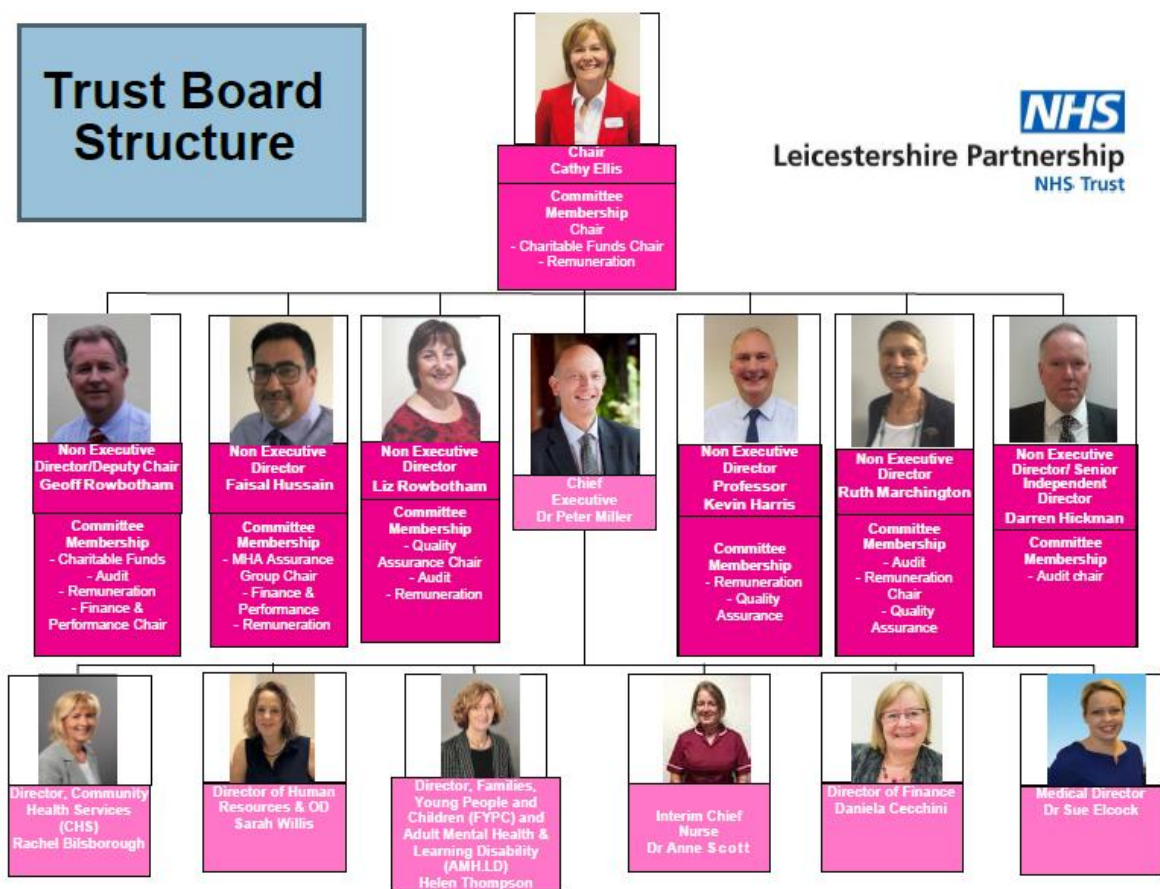 Trust Board
Structure
NHS
Leicestershire Partnership
NHS Trust
Chair
Cathy Ellis
Committee
Membership
Chair
- Charitable Funds Chair
- Remuneration
Non Executive
Director/Deputy Chair
Geoff Rowbotham
Committee
Membership
- Charitable Funds
- Audit
- Remuneration
- Finance &
Performance Chair
Non Executive
Director
Faisal Hussain
Committee
Membership
- MHA Assurance
Group Chair
- Finance &
Performance
- Remuneration
Non Executive
Director
Liz Rowbotham
Committee
Membership
- Quality
Assurance Chair
- Audit
- Remuneration
Chief
Executive
Dr Peter Miller
Non Executive
Director
Professor
Kevin Harris
Committee
Membership
- Remuneration
- Quality
Assurance
Non Executive
Director
Ruth Marchington
Committee
Membership
- Audit
- Remuneration
Chair
- Quality
Assurance
Non Executive
Director/ Senior
Independent
Director
Darren Hickman
Committee
Membership
- Audit chair
Director, Community
Health Services
(CHS)
Rachel Bilsborough
Director of Human
Resources & OD
Sarah Willis
Director, Families,
Young People and
Children (FYPC) and
Adult Mental Health &
Learning Disability
(AMH.LD)
Helen Thompson
Interim Chief
Nurse
Dr Anne Scott
Director of Finance
Daniela Cecchini
Medical Director
Dr Sue Elcock